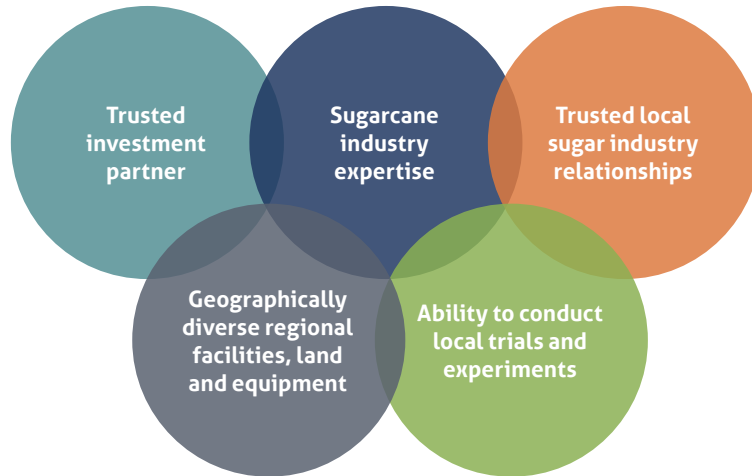 Trusted
investment
partner
Sugarcane
industry
expertise
Trusted local
sugar industry
relationships
Geographically
diverse regional
facilities, land
and equipment
Ability to conduct
local trials and
experiments